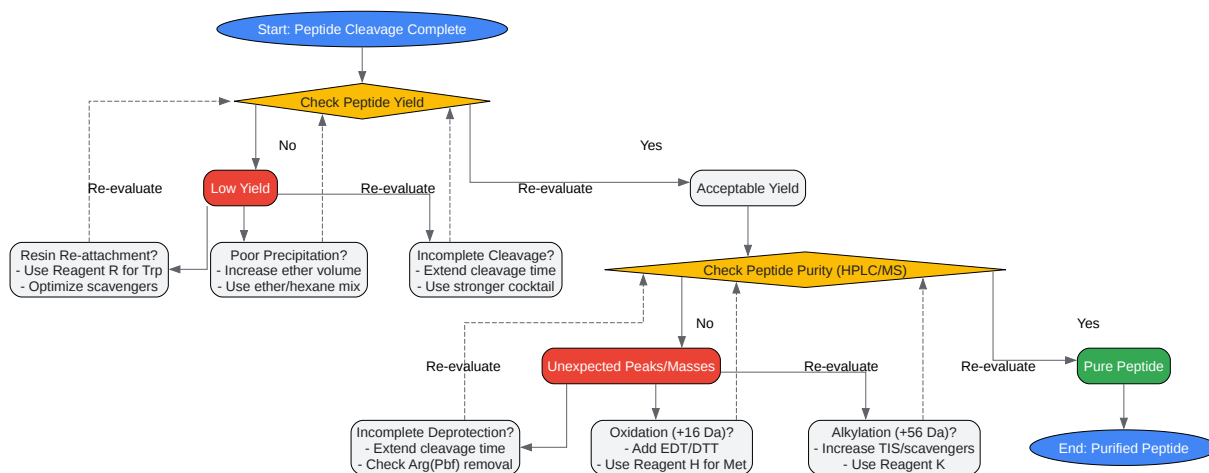 Start: Peptide Cleavage Complete
Check Peptide Yield
No
Yes
Re-evaluate
Low Yield
Re-evaluate
Re-evaluate
Acceptable Yield
Resin Re-attachment?
- Use Reagent R for Trp
- Optimize scavengers
Poor Precipitation?
- Increase ether volume
- Use ether/hexane mix
Incomplete Cleavage?
- Extend cleavage time
- Use stronger cocktail
Check Peptide Purity (HPLC/MS)
No
Yes
Re-evaluate
Unexpected Peaks/Masses
Re-evaluate
Re-evaluate
Pure Peptide
Incomplete Deprotection?
- Extend cleavage time
- Check Arg(Pbf) removal
Oxidation (+16 Da)?
- Add EDT/DTT
- Use Reagent H for Met
Alkylation (+56 Da)?
- Increase TIS/scavengers
- Use Reagent K
End: Purified Peptide